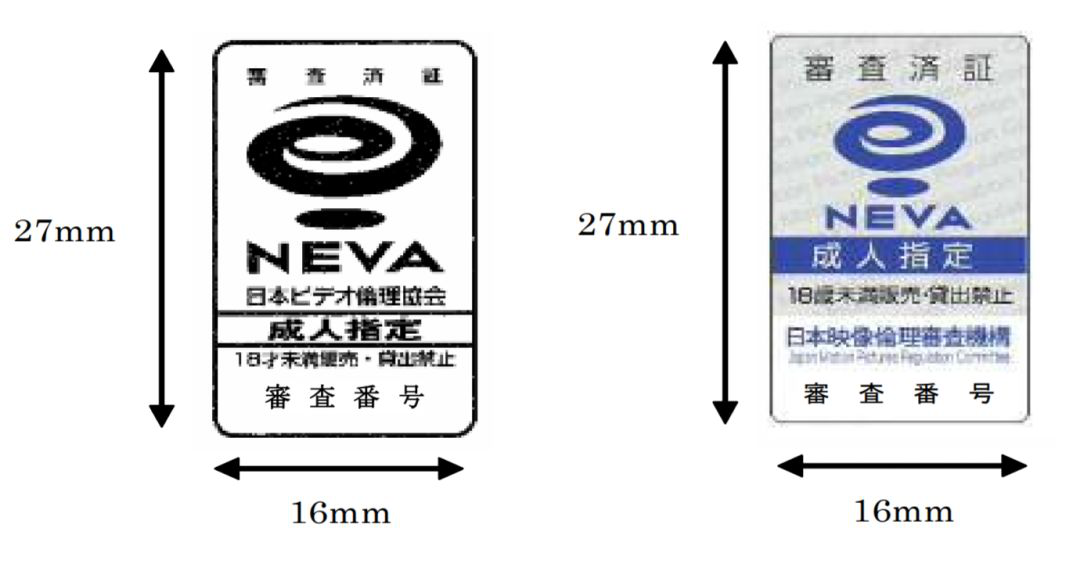 審査済証
27mm
NEVA
日本ビデオ倫理協会
成人指定
18才未満販売・貸出禁止
審査番号
16mm
審査済証
27mm
NEVA
成人指定
18歳未満販売・貸出禁止
日本映像倫理審査機構
Japan Motion Pictures Regulation Committee
審査番号
16mm